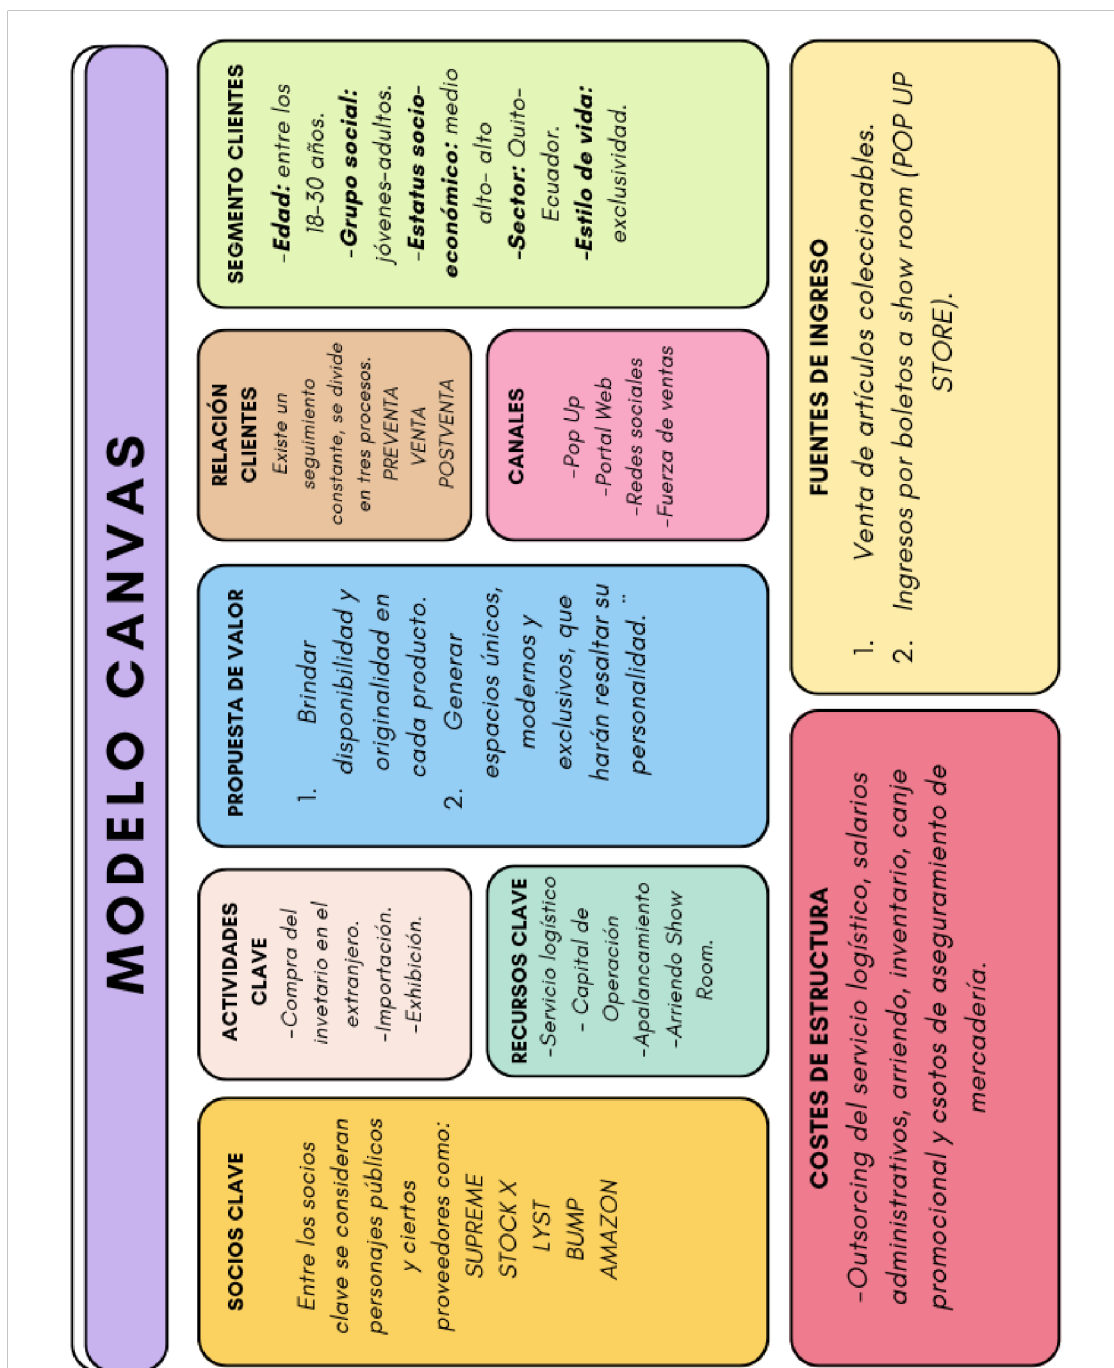 MODELO CANVAS
SOCIOS CLAVE
Entre los socios
clave se consideran
personajes públicos
y ciertos
proveedores como:
SUPREME
STOCK X
LYST
BUMP
AMAZON
ACTIVIDADES
CLAVE
-Compra del
invetario en el
extranjero.
-Importación.
-Exhibición.
RECURSOS CLAVE
-Servicio logístico
- Capital de
Operación
-Apalancamiento
-Arriendo Show
Room.
PROPUESTA DE VALOR
1. Brindar
disponibilidad y
originalidad en
cada producto.
2. Generar
espacios únicos,
modernos y
exclusivos, que
harán resaltar su
personalidad. ¨
RELACIÓN
CLIENTES
Existe un
seguimiento
constante, se divide
en tres procesos.
PREVENTA
VENTA
POSTVENTA
CANALES
-Pop Up
-Portal Web
-Redes sociales
-Fuerza de ventas
SEGMENTO CLIENTES
-Edad: entre los
18-30 años.
-Grupo social:
jóvenes-adultos.
-Estatus socio-
económico: medio
alto- alto
-Sector: Quito-
Ecuador.
-Estilo de vida:
exclusividad.
COSTES DE ESTRUCTURA
-Outsorcing del servicio logístico, salarios
administrativos, arriendo, inventario, canje
promocional y csotos de aseguramiento de
mercadería.
FUENTES DE INGRESO
1. Venta de artículos coleccionables.
2. Ingresos por boletos a show room (POP UP
STORE).